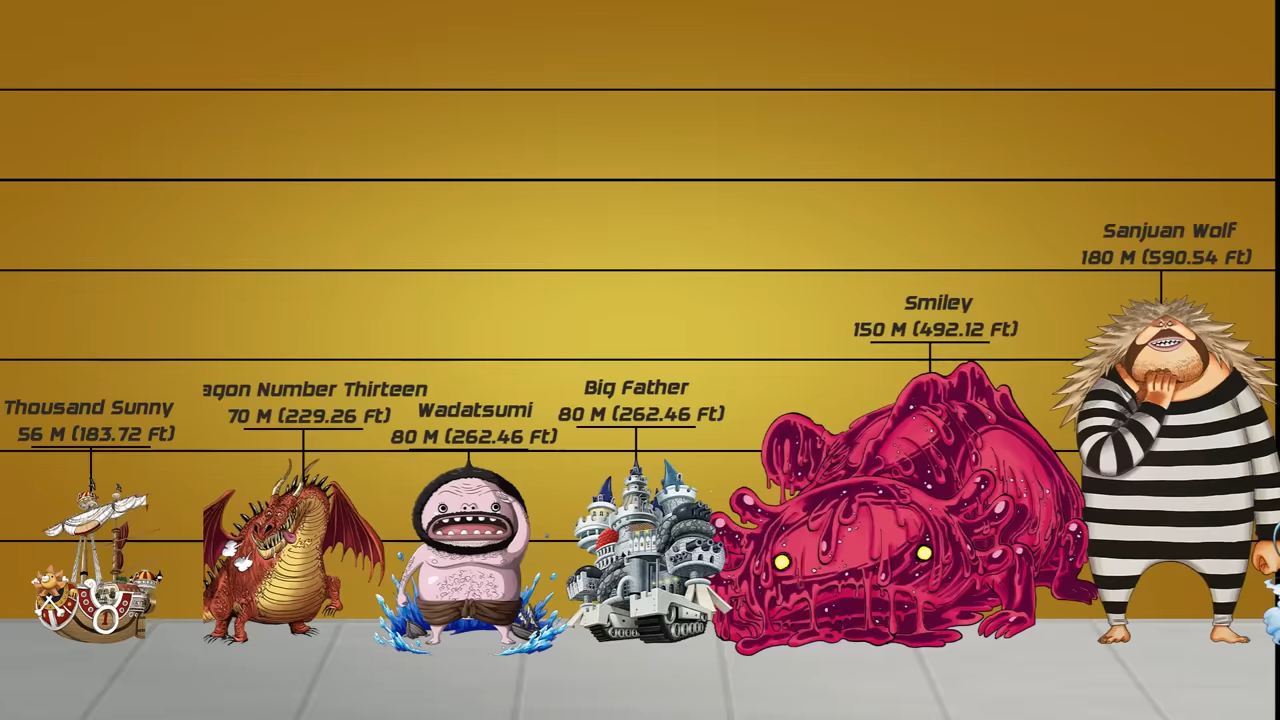 Thousand Sunny
56 M (183.72 Ft)
agon Number Thirteen
70 M (229.26 Ft)
Wadatsumi
80 M (262.46 Ft)
Big Father
80 M (262.46 Ft)
Smiley
150 M (492.12 Ft)
Sanjuan Wolf
180 M (590.54 Ft)